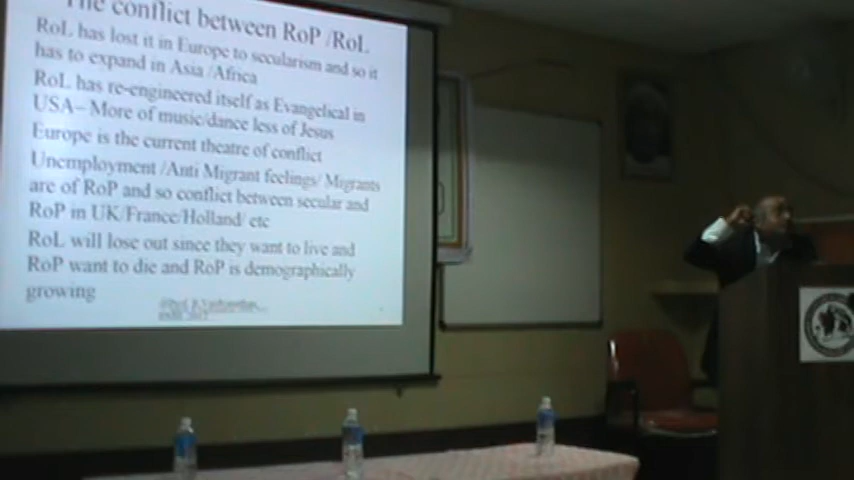 The conflict between RoP /RoL
RoL has lost it in Europe to secularism and so it
has to expand in Asia /Africa
RoL has re-engineered itself as Evangelical in
USA– More of music/dance less of Jesus
Europe is the current theatre of conflict
Unemployment /Anti Migrant feelings/ Migrants
are of RoP and so conflict between secular and
RoP in UK/France/Holland/ etc
RoL will lose out since they want to live and
RoP want to die and RoP is demographically
growing